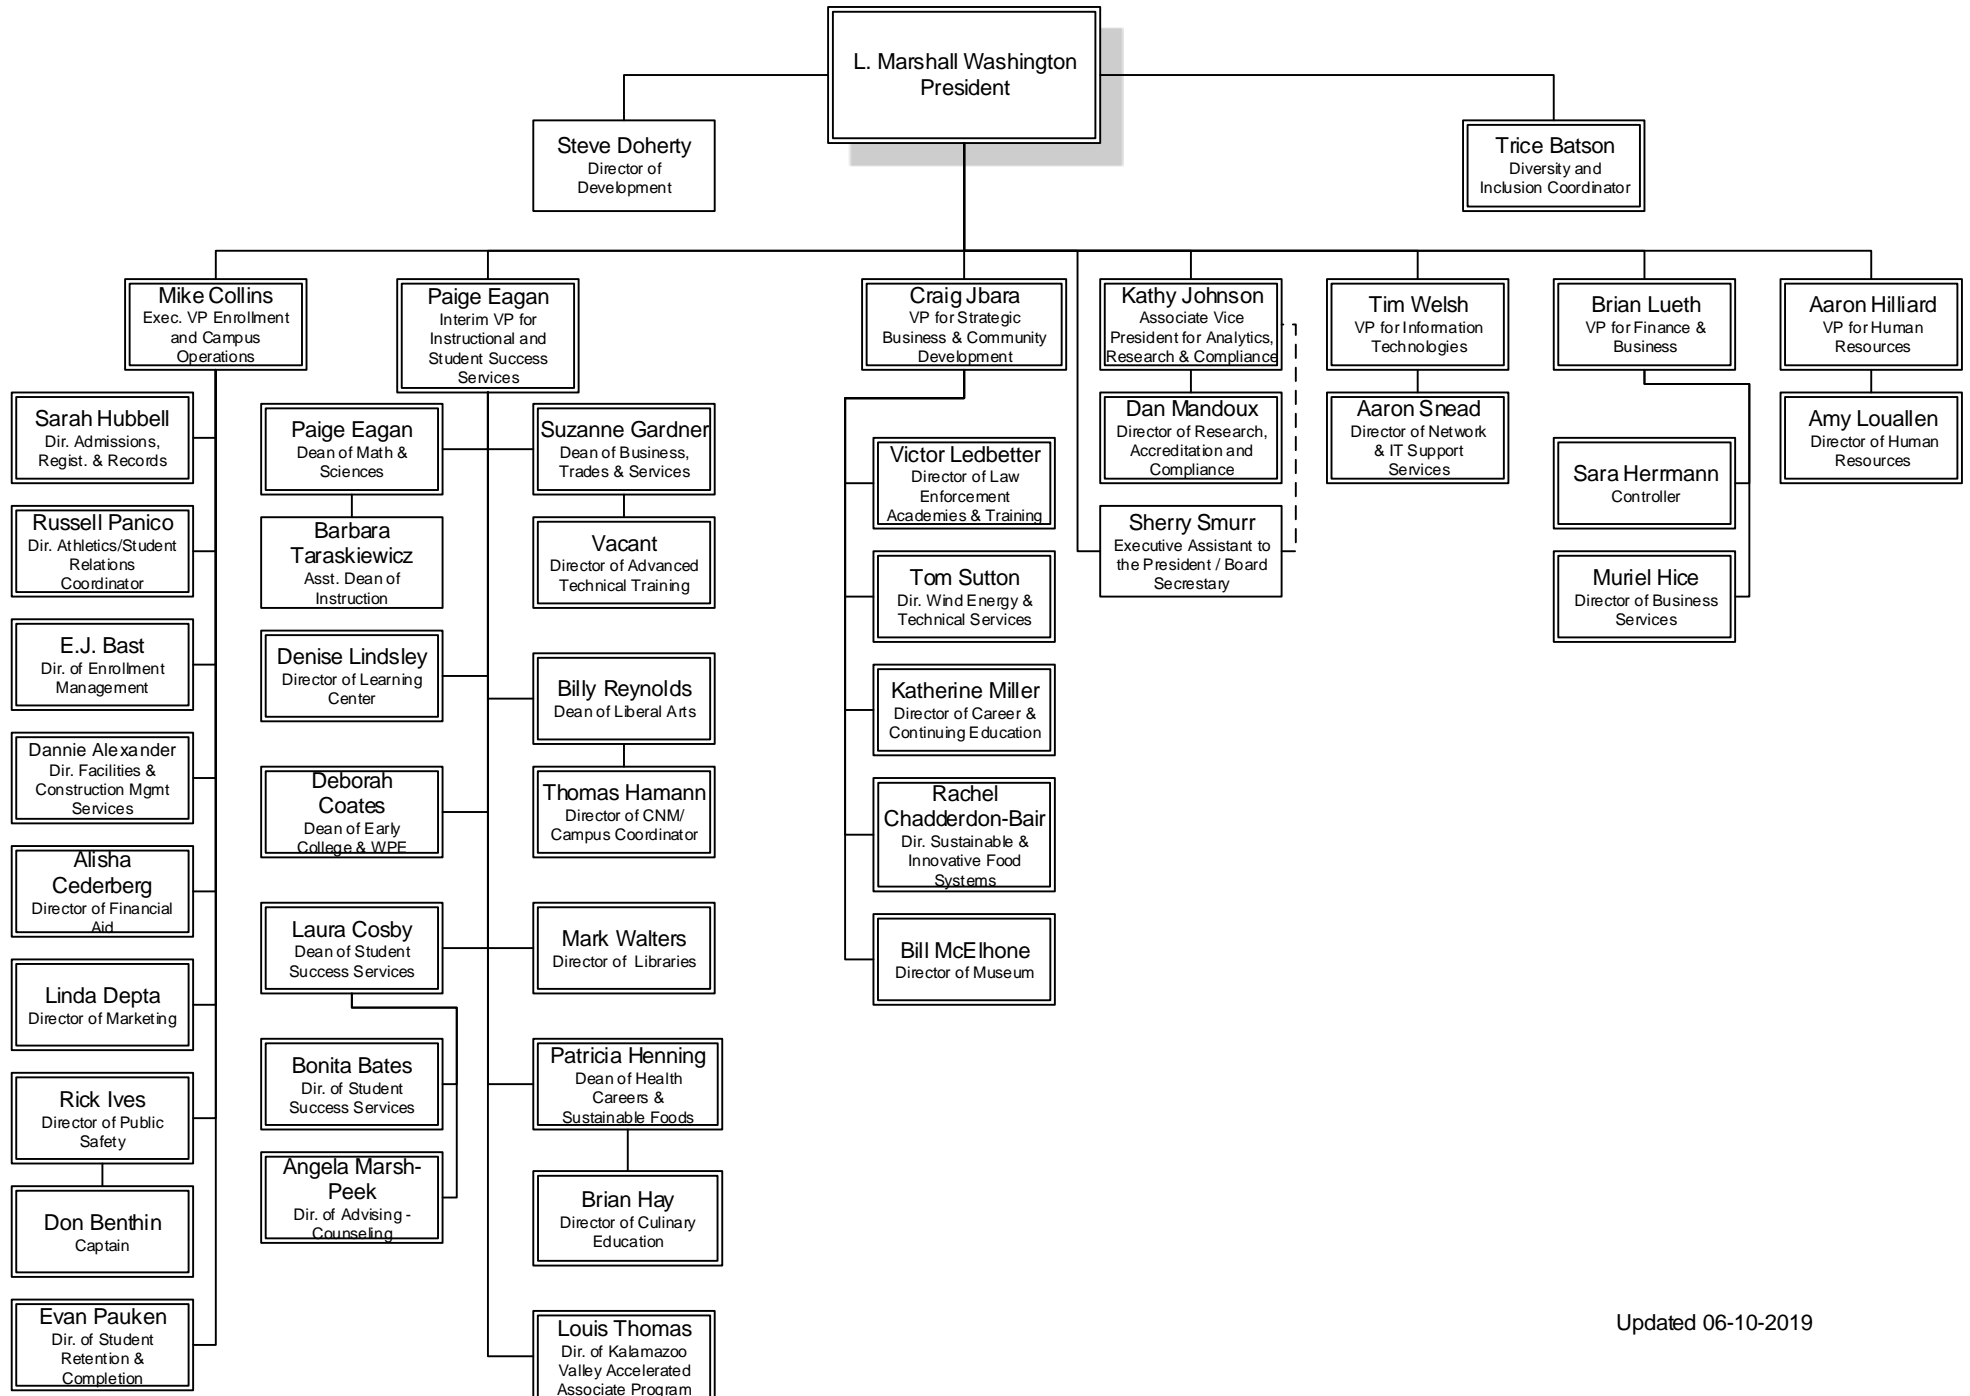 L. Marshall Washington
President
Steve Doherty
Director of
Development
Trice Batson
Diversity and
Inclusion Coordinator
Mike Collins
Exec. VP Enrollment
and Campus
Operations
Paige Eagan
Interim VP for
Instructional and
Student Success
Services
Craig Jbara
VP for Strategic
Business & Community
Development
Kathy Johnson
Associate Vice
President for Analytics,
Research & Compliance
Tim Welsh
VP for Information
Technologies
Brian Lueth
VP for Finance &
Business
Aaron Hilliard
VP for Human
Resources
Sarah Hubbell
Dir. Admissions,
Regist. & Records
Russell Panico
Dir. Athletics/Student
Relations
Coordinator
E.J. Bast
Dir. of Enrollment
Management
Dannie Alexander
Dir. Facilities &
Construction Mgmt
Services
Alisha
Cederberg
Director of Financial
Aid
Linda Depta
Director of Marketing
Rick Ives
Director of Public
Safety
Don Benthin
Captain
Evan Pauken
Dir. of Student
Retention &
Completion
Paige Eagan
Dean of Math &
Sciences
Barbara
Taraskiewicz
Asst. Dean of
Instruction
Denise Lindsley
Director of Learning
Center
Deborah
Coates
Dean of Early
College & WPE
Laura Cosby
Dean of Student
Success Services
Bonita Bates
Dir. of Student
Success Services
Angela Marsh-
Peek
Dir. of Advising -
Counseling
Suzanne Gardner
Dean of Business,
Trades & Services
Vacant
Director of Advanced
Technical Training
Billy Reynolds
Dean of Liberal Arts
Thomas Hamann
Director of CNM/
Campus Coordinator
Mark Walters
Director of Libraries
Patricia Henning
Dean of Health
Careers &
Sustainable Foods
Brian Hay
Director of Culinary
Education
Louis Thomas
Dir. of Kalamazoo
Valley Accelerated
Associate Program
Victor Ledbetter
Director of Law
Enforcement
Academies & Training
Tom Sutton
Dir. Wind Energy &
Technical Services
Katherine Miller
Director of Career &
Continuing Education
Rachel
Chadderdon-Bair
Dir. Sustainable &
Innovative Food
Systems
Bill McElhone
Director of Museum
Dan Mandoux
Director of Research,
Accreditation and
Compliance
Sherry Smurr
Executive Assistant to
the President / Board
Secrestary
Aaron Snead
Director of Network
& IT Support
Services
Sara Herrmann
Controller
Muriel Hice
Director of Business
Services
Amy Louallen
Director of Human
Resources
Updated 06-10-2019